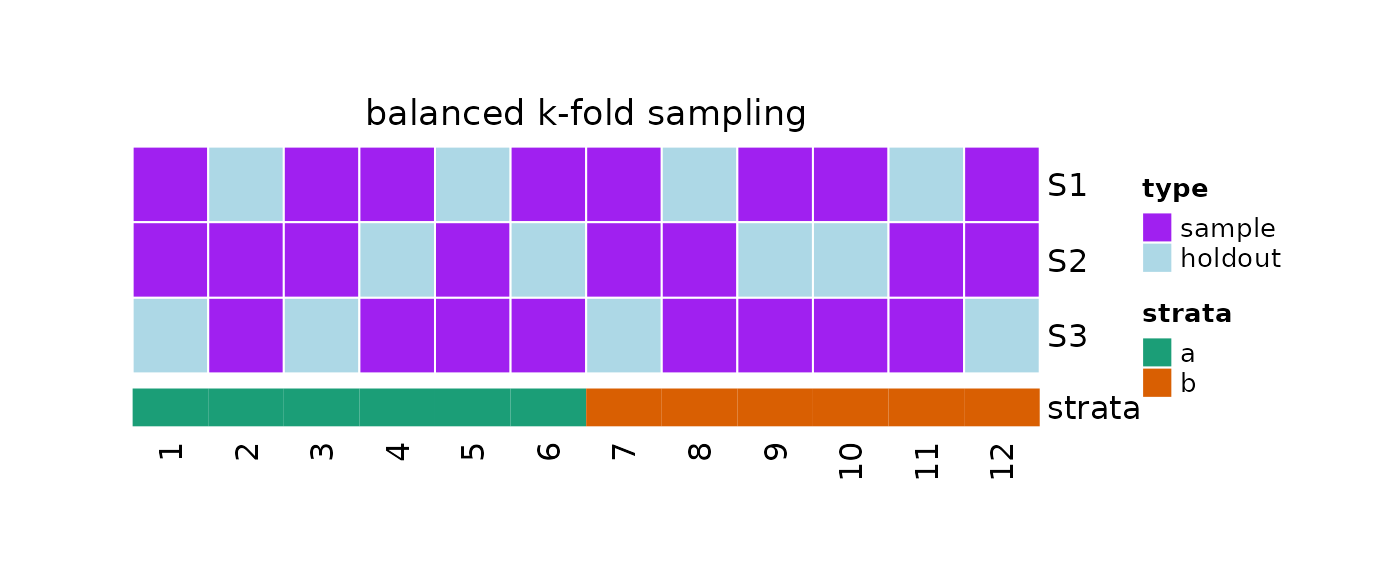 balanced k-fold sampling
S1
S2
S3
strata
1 2 3 4 5 6 7 8 9 10 11 12
type
sample
holdout
strata
a
b